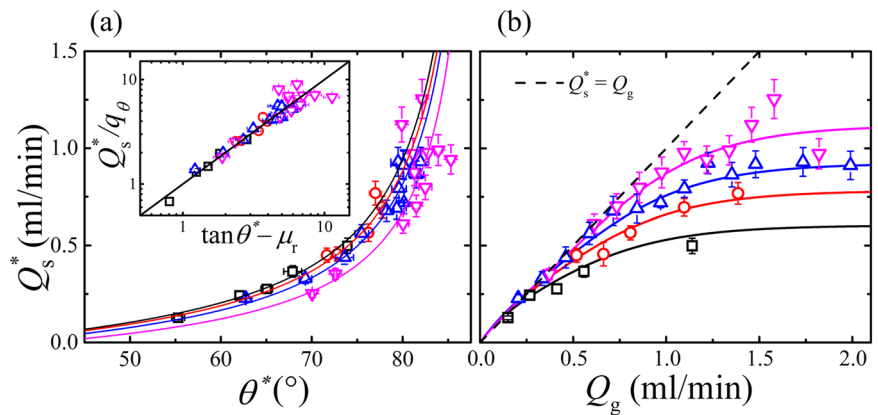 (a)
(b)
1.5
1.0
0.5
0.0
Q*s (ml/min)
50 60 70 80
θ* (°)
10
1
Q*s/qθ
1 10
tanθ* − μr
Q*s = Qg
0.0 0.5 1.0 1.5 2.0
Qg (ml/min)